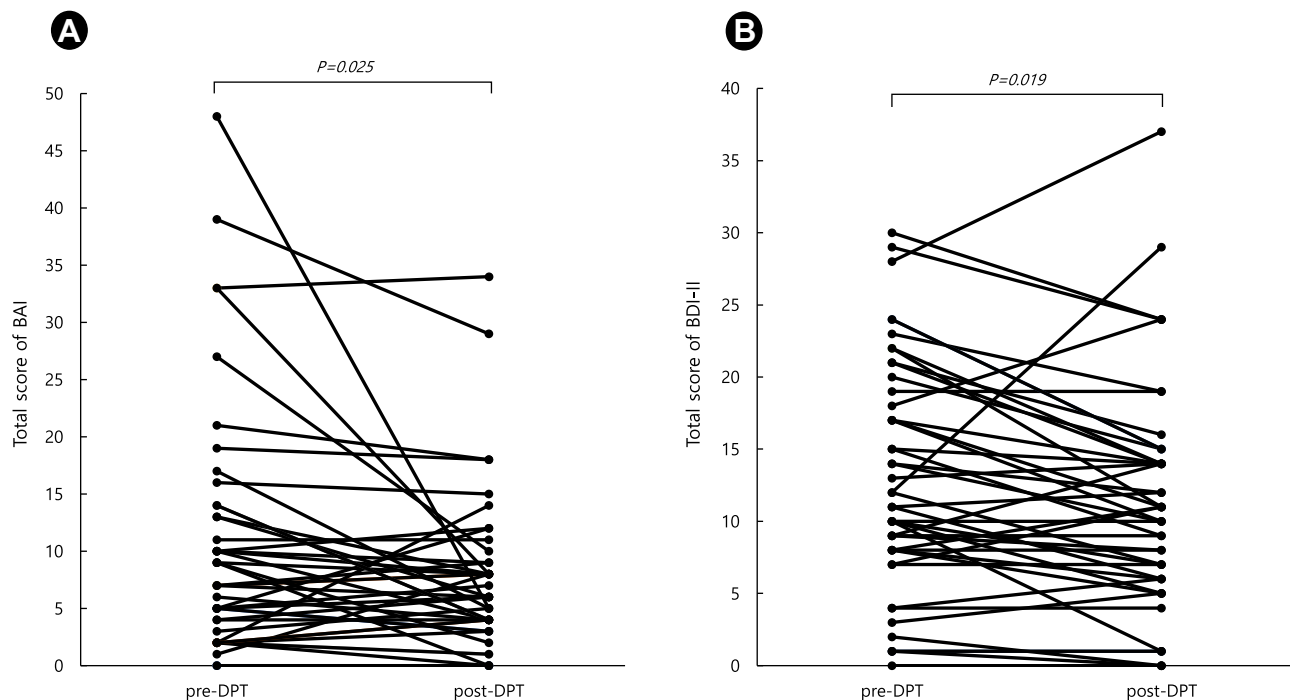 A
P=0.025
50
45
40
35
30
25
20
15
10
5
0
Total score of BAI
pre-DPT
post-DPT
B
P=0.019
40
35
30
25
20
15
10
5
0
Total score of BDI-II
pre-DPT
post-DPT